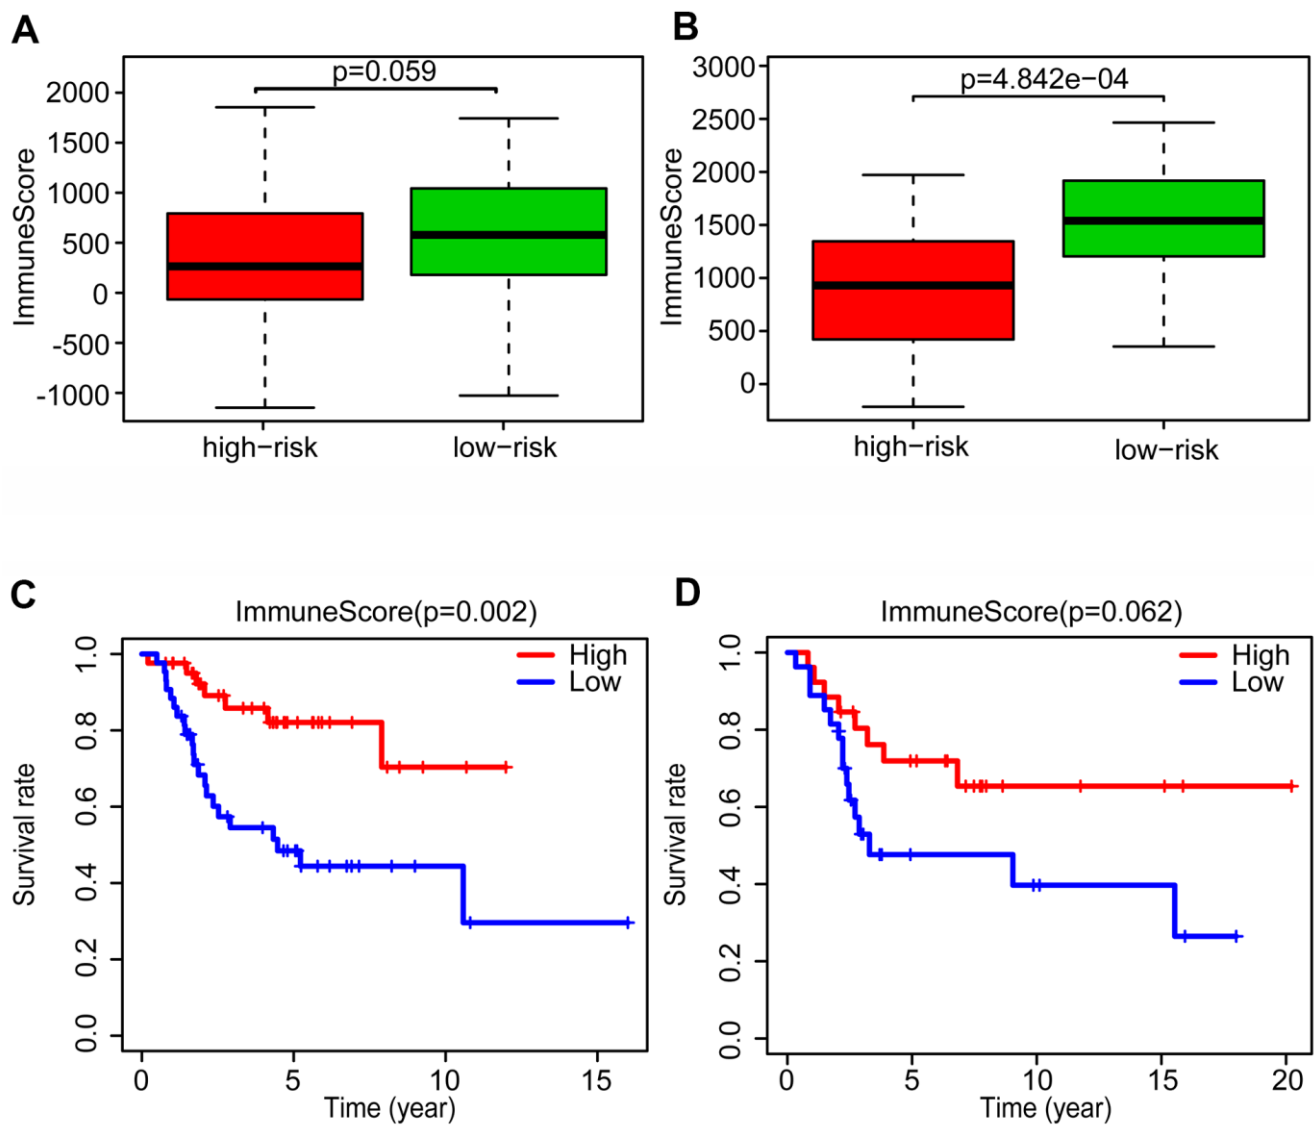 A
p=0.059
ImmuneScore
2000
1500
1000
500
0
-500
-1000
high−risk
low−risk
B
p=4.842e−04
ImmuneScore
3000
2500
2000
1500
1000
500
0
high−risk
low−risk
C
ImmuneScore(p=0.002)
High
Low
Survival rate
1.0
0.8
0.6
0.4
0.2
0.0
0
5
10
15
Time (year)
D
ImmuneScore(p=0.062)
High
Low
Survival rate
1.0
0.8
0.6
0.4
0.2
0.0
0
5
10
15
20
Time (year)